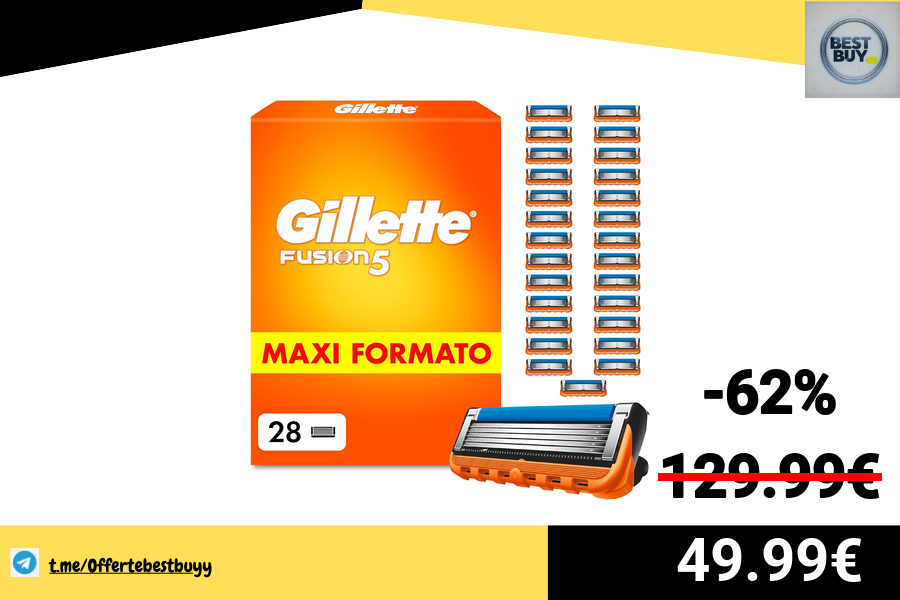 BEST
BUY
Gillette
Gillette®
FUSION5
MAXI FORMATO
28
-62%
129.99€
49.99€
t.me/Offertebestbuyy